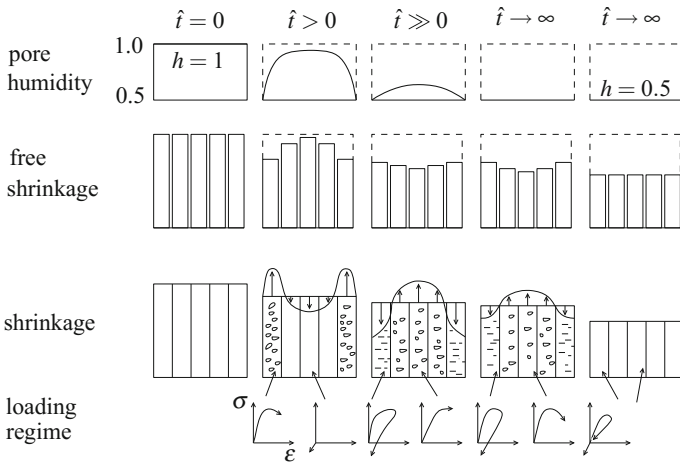 t̂ = 0 t̂ > 0 t̂ ≫ 0 t̂ → ∞ t̂ → ∞
pore
humidity
1.0
0.5
h = 1
h = 0.5
free
shrinkage
shrinkage
loading
regime
σ
ε